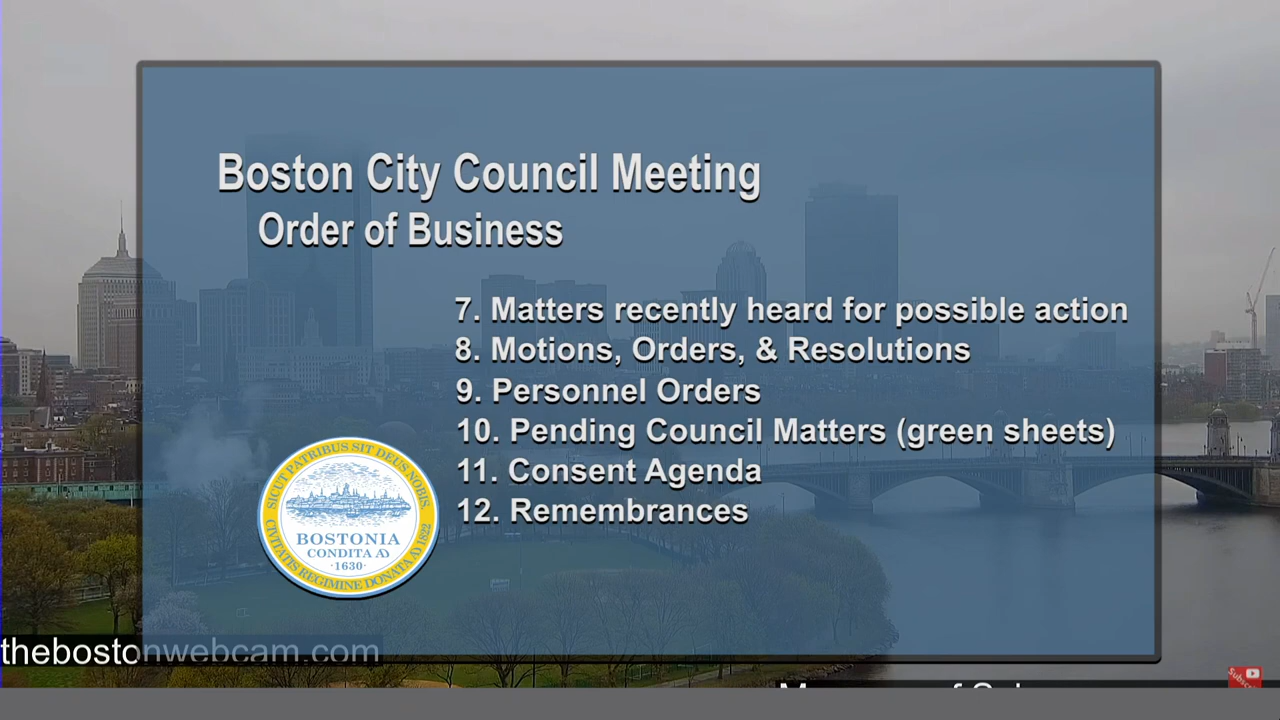 Boston City Council Meeting
Order of Business
7. Matters recently heard for possible action
8. Motions, Orders, & Resolutions
9. Personnel Orders
10. Pending Council Matters (green sheets)
11. Consent Agenda
12. Remembrances
SICUT PATRIBUS SIT DEUS NOBIS
BOSTONIA
CONDITA AD
·1630·
CIVITATIS REGIMINE DONATA AD 1822
thebostonwebcam.com